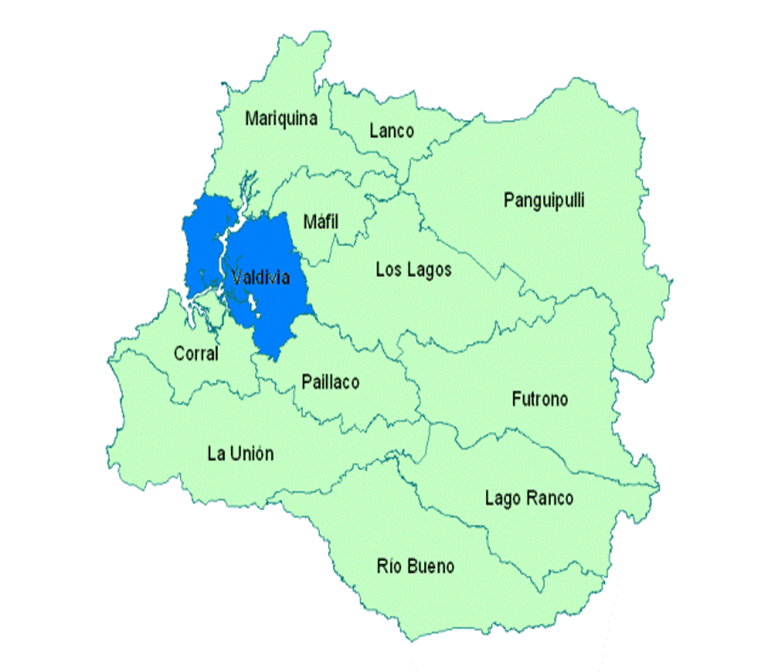 Mariquina
Lanco
Panguipulli
Máfil
Los Lagos
Valdivia
Corral
Paillaco
Futrono
La Unión
Lago Ranco
Río Bueno